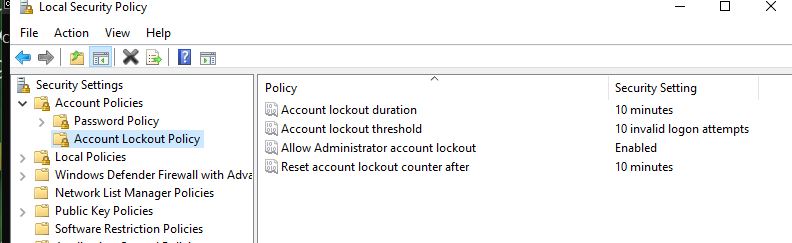 Local Security Policy
File Action View Help
Security Settings
Account Policies
Password Policy
Account Lockout Policy
Local Policies
Windows Defender Firewall with Adva
Network List Manager Policies
Public Key Policies
Software Restriction Policies
Policy Security Setting
Account lockout duration 10 minutes
Account lockout threshold 10 invalid logon attempts
Allow Administrator account lockout Enabled
Reset account lockout counter after 10 minutes